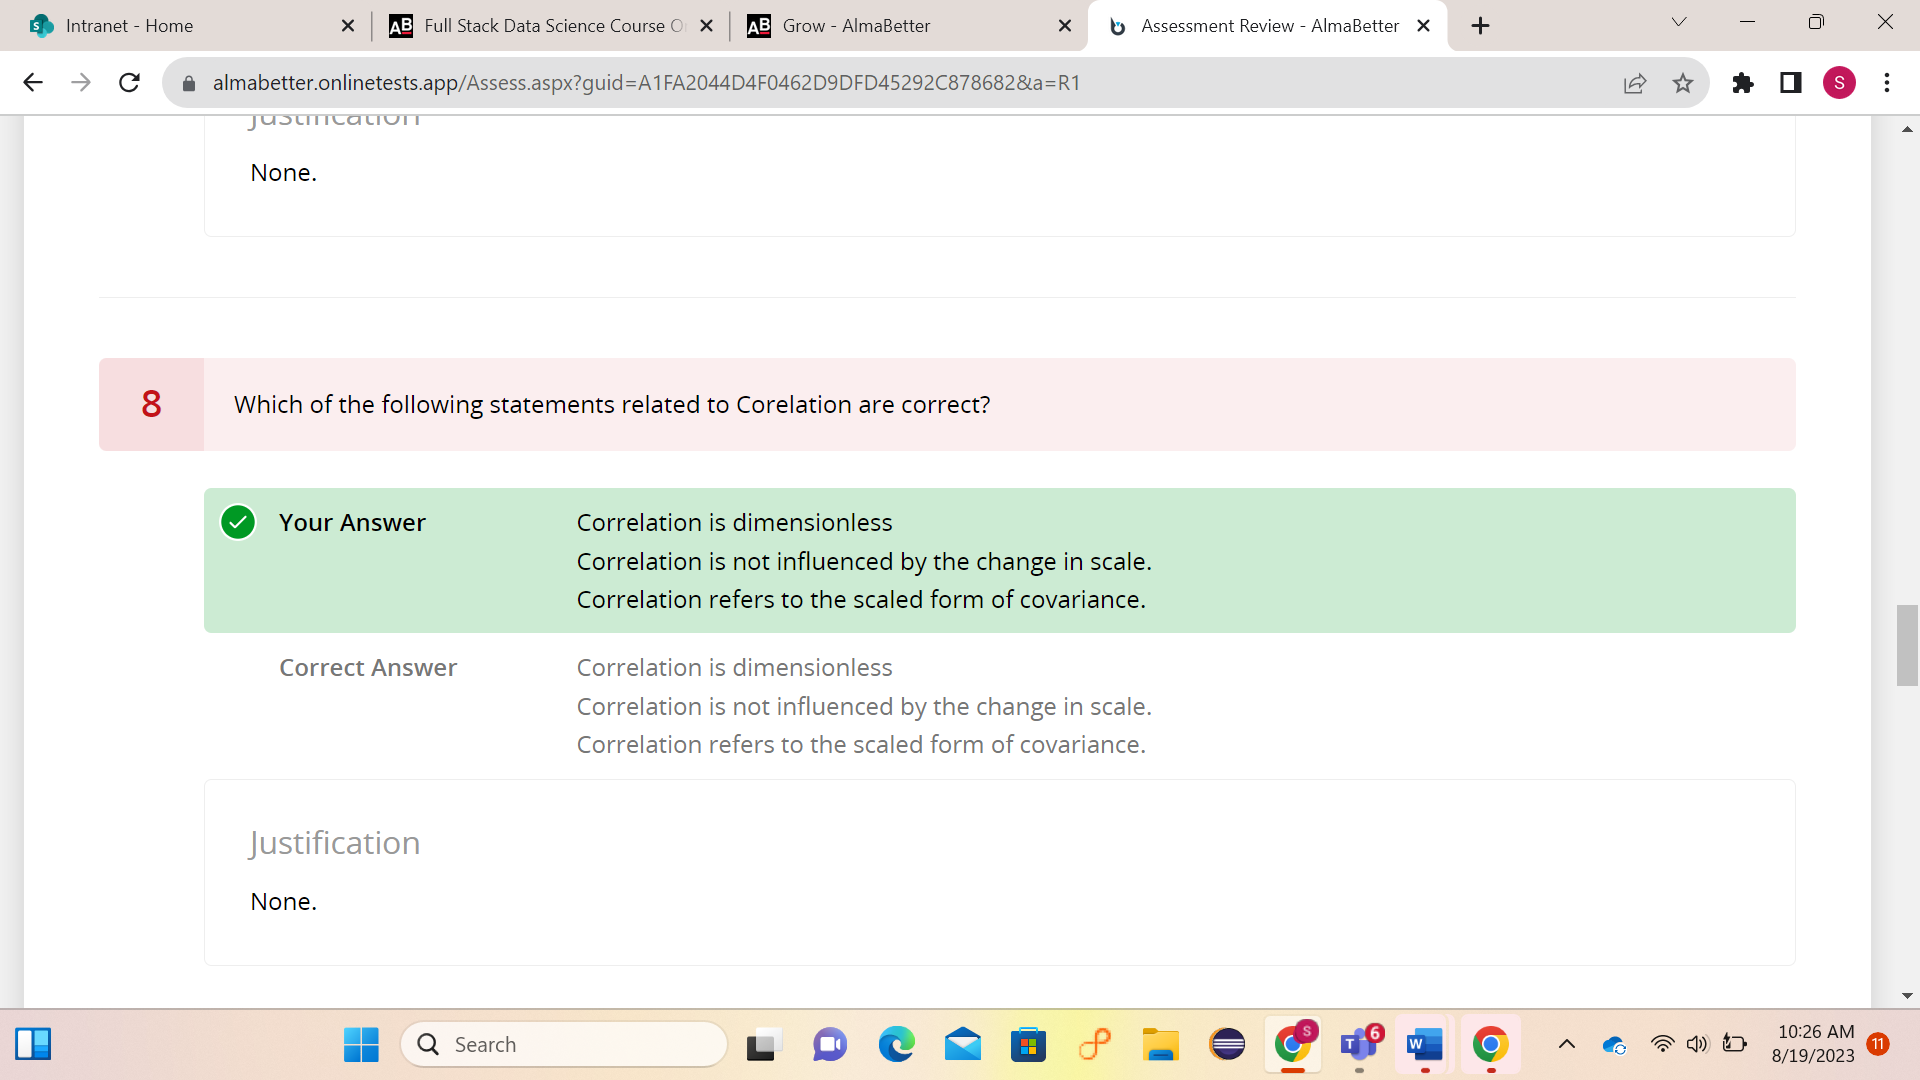 Intranet - Home
Full Stack Data Science Course O
Grow - AlmaBetter
Assessment Review - AlmaBetter
almabetter.onlinetests.app/Assess.aspx?guid=A1FA2044D4F0462D9DFD45292C878682&a=R1
S
Justification
None.
8
Which of the following statements related to Corelation are correct?
Your Answer
Correlation is dimensionless
Correlation is not influenced by the change in scale.
Correlation refers to the scaled form of covariance.
Correct Answer
Correlation is dimensionless
Correlation is not influenced by the change in scale.
Correlation refers to the scaled form of covariance.
Justification
None.
Search
S
6
10:26 AM
8/19/2023
11